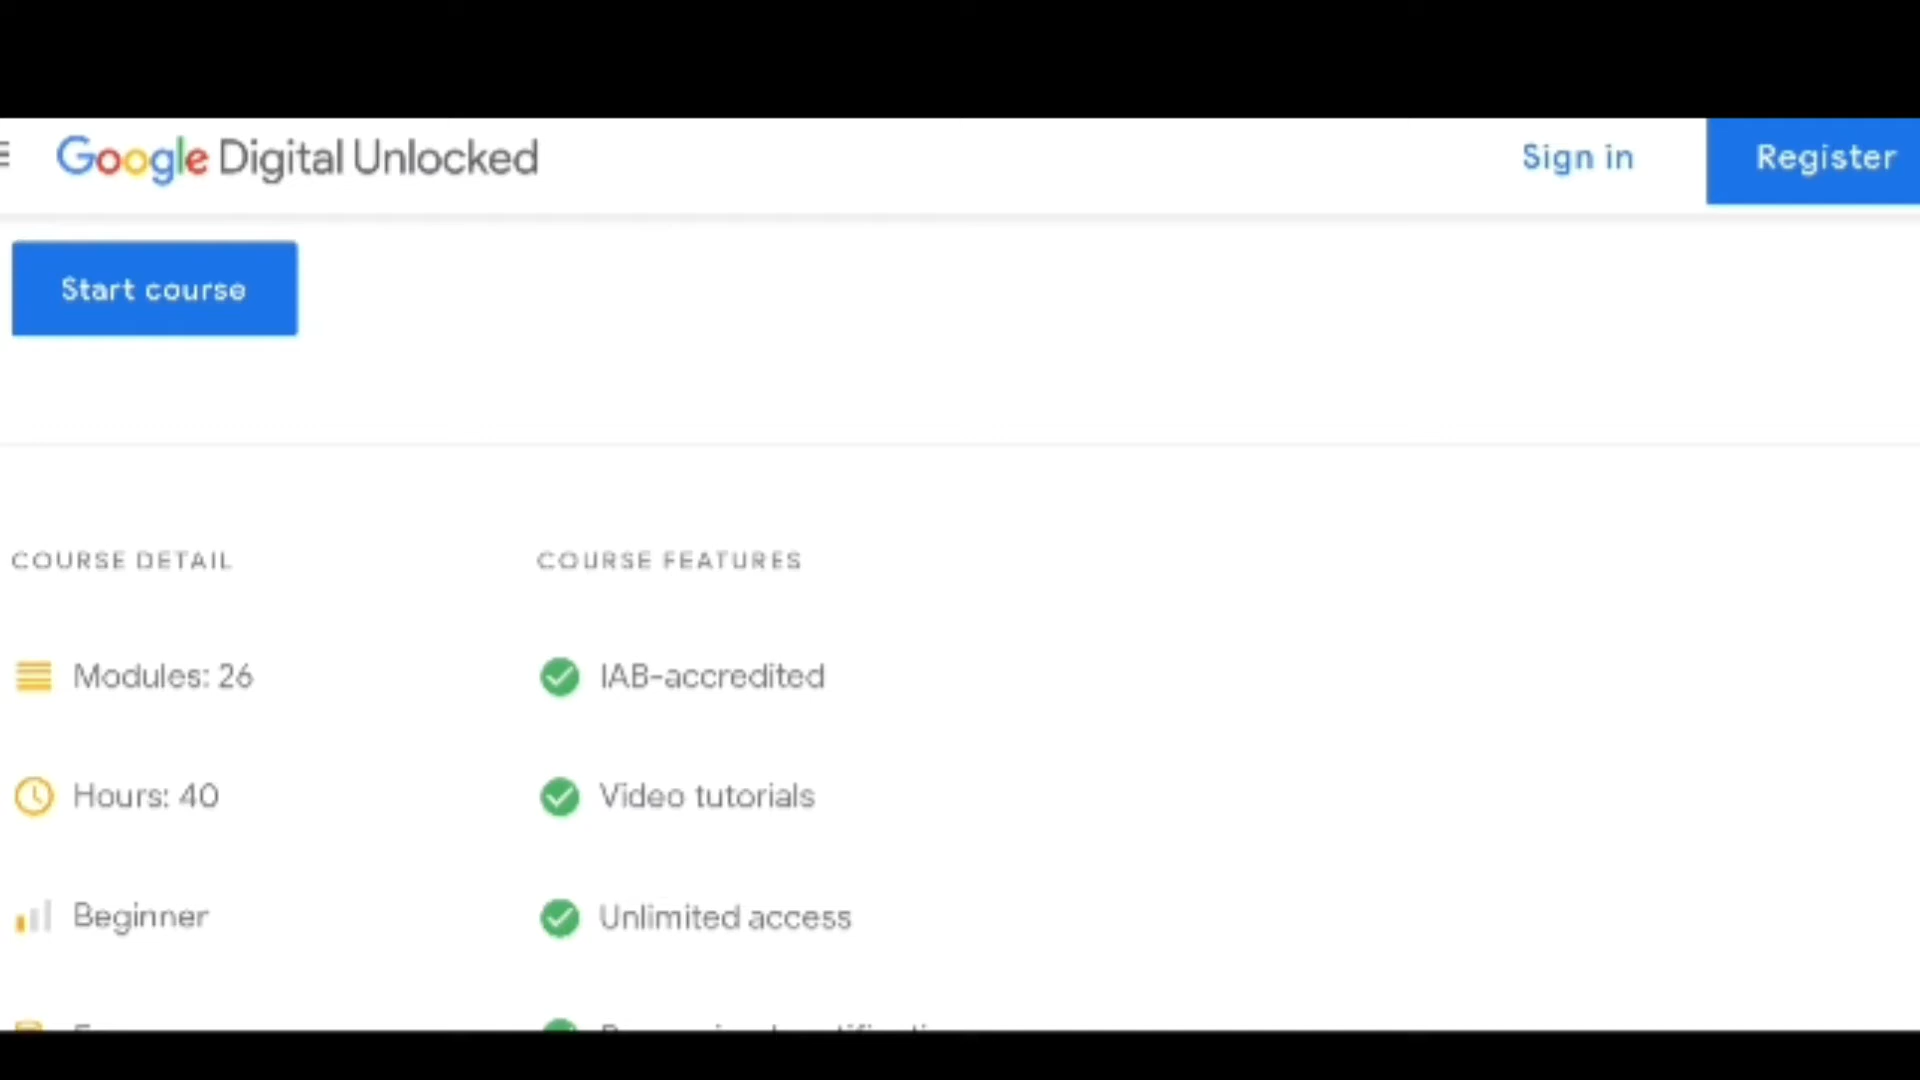 Google Digital Unlocked
Sign in
Register
Start course
COURSE DETAIL
COURSE FEATURES
Modules: 26
IAB-accredited
Hours: 40
Video tutorials
Beginner
Unlimited access